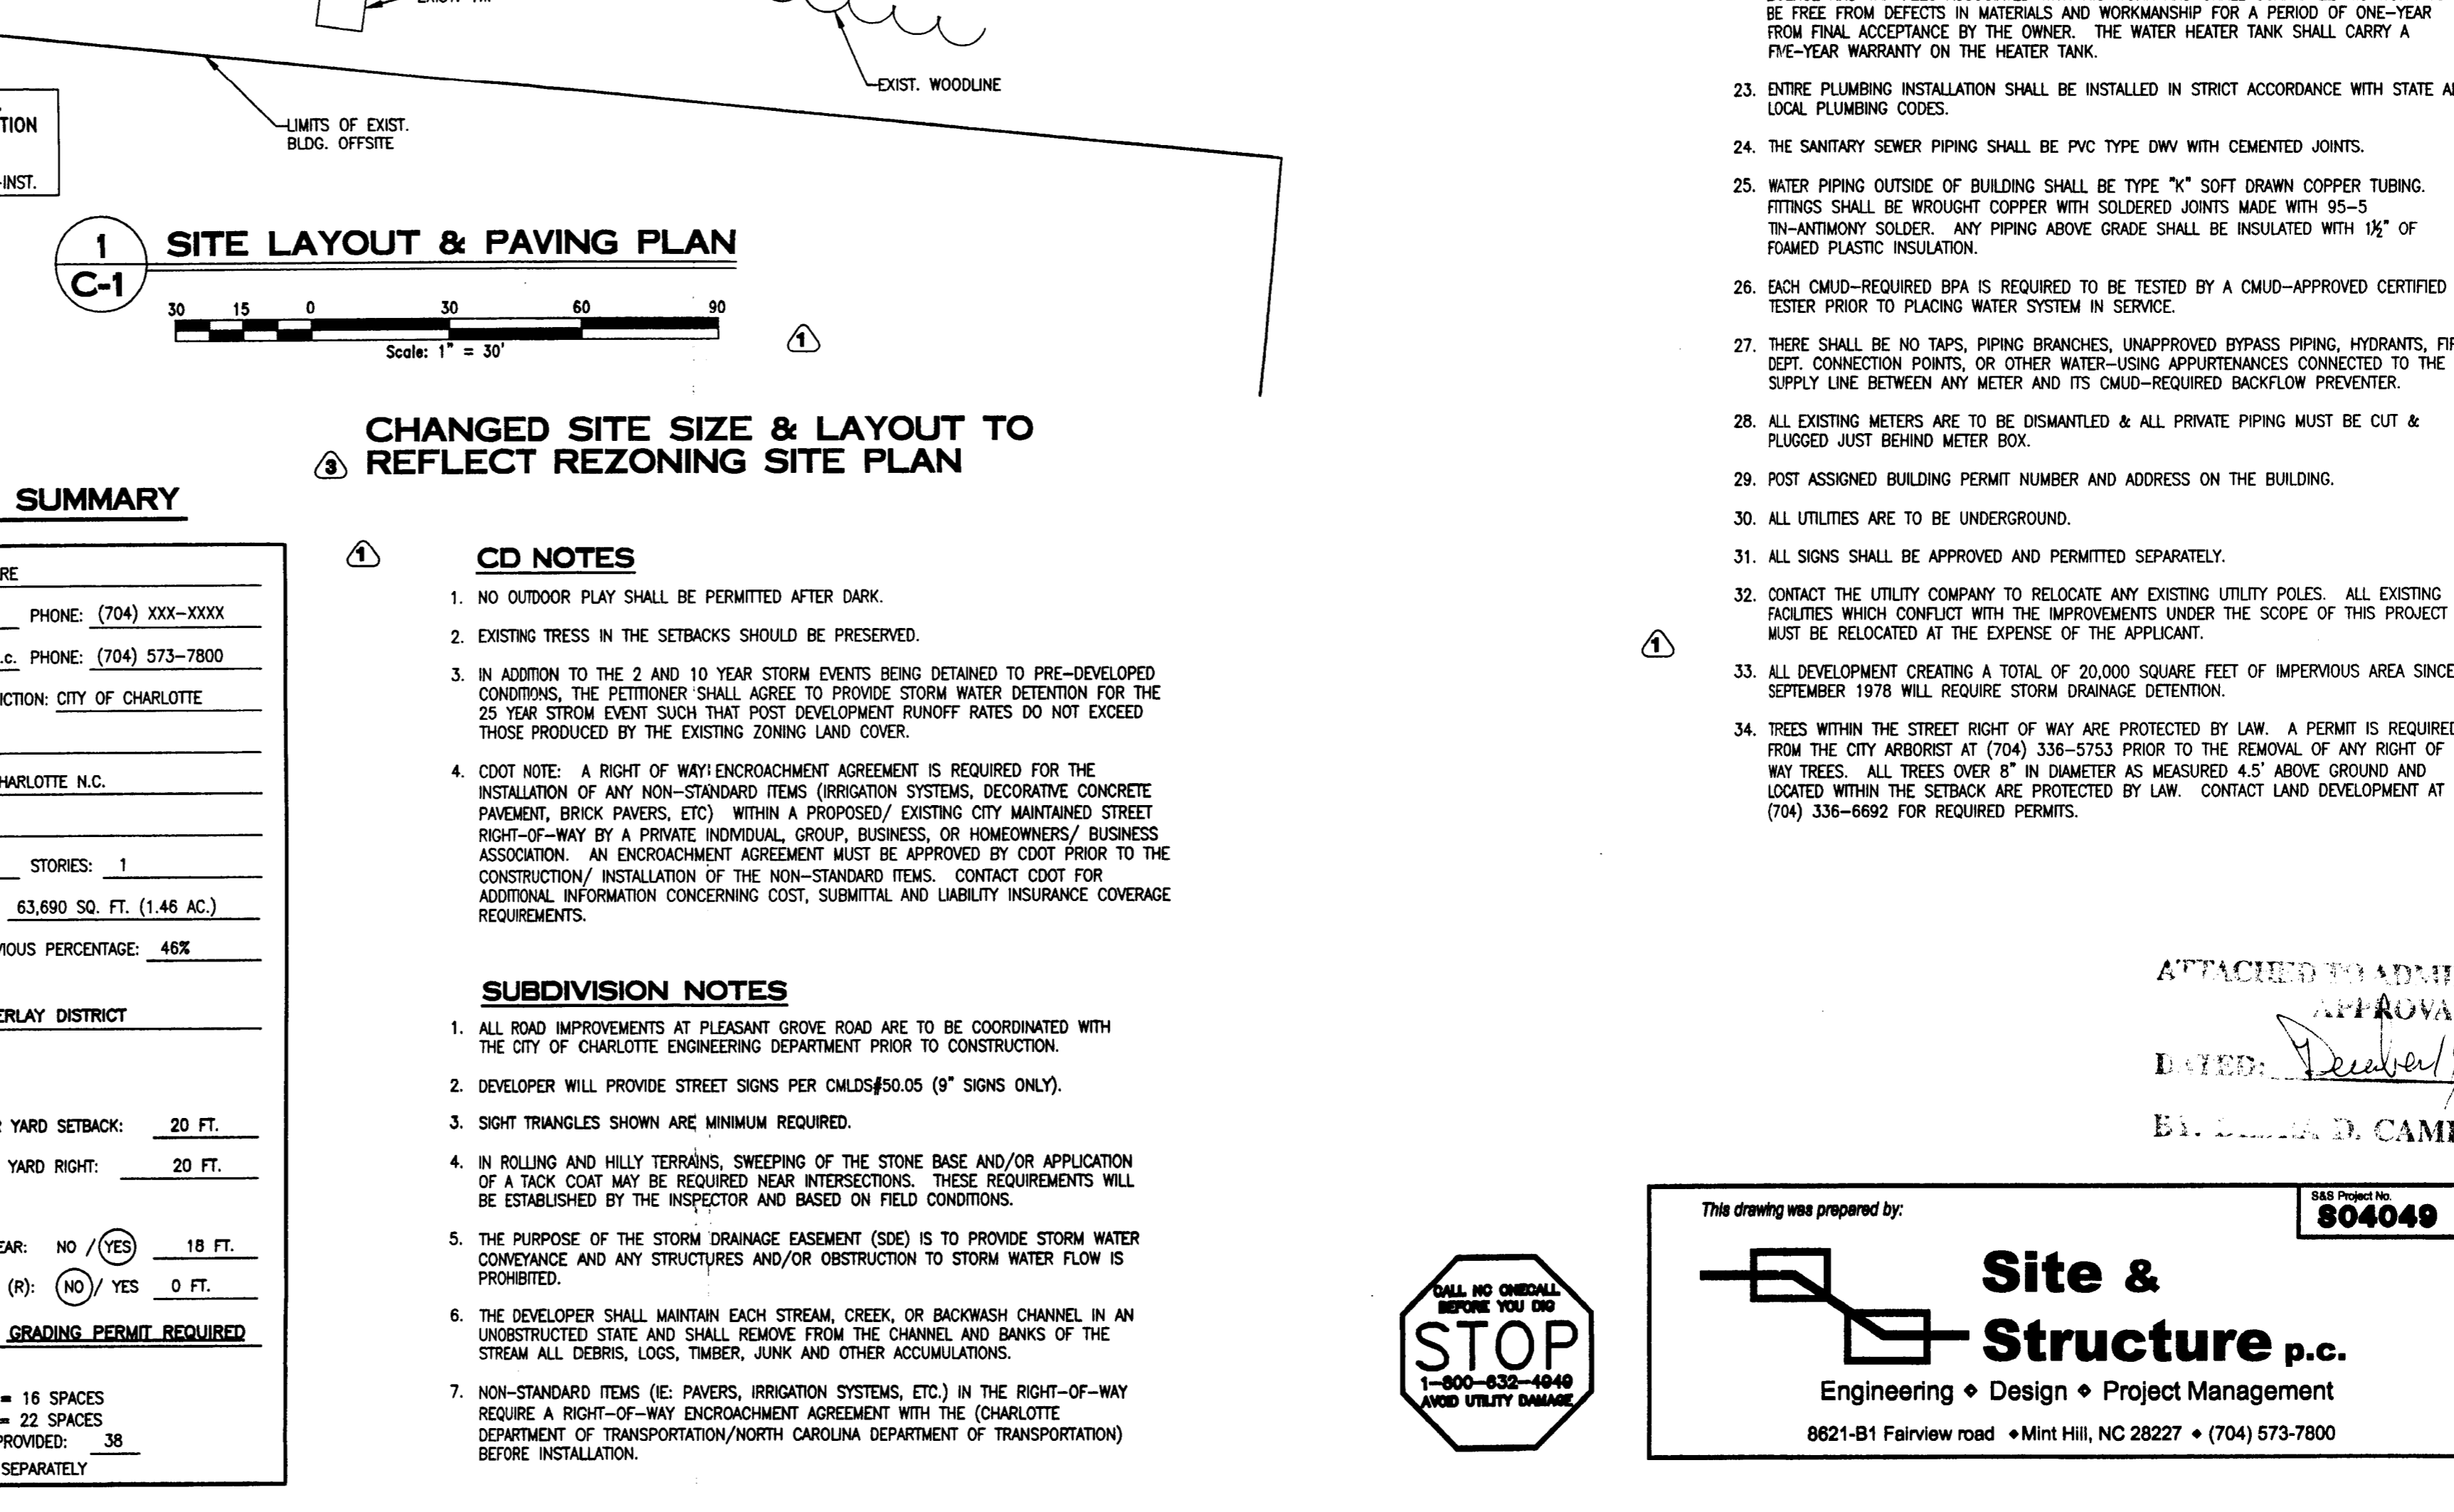 EXIST. WOODLINE
LIMITS OF EXIST.
BLDG. OFFSITE
TION
INST.
1
C-1
SITE LAYOUT & PAVING PLAN
30 15 0 30 60 90
Scale: 1" = 30'
1
CHANGED SITE SIZE & LAYOUT TO
3 REFLECT REZONING SITE PLAN
SUMMARY
RE
PHONE: (704) XXX-XXXX
.c. PHONE: (704) 573-7800
ICTION: CITY OF CHARLOTTE
HARLOTTE N.C.
STORIES: 1
63,690 SQ. FT. (1.46 AC.)
IOUS PERCENTAGE: 46%
ERLAY DISTRICT
YARD SETBACK: 20 FT.
YARD RIGHT: 20 FT.
EAR: NO / YES 18 FT.
(R): NO / YES 0 FT.
GRADING PERMIT REQUIRED
= 16 SPACES
= 22 SPACES
PROVIDED: 38
SEPARATELY
1
CD NOTES
1. NO OUTDOOR PLAY SHALL BE PERMITTED AFTER DARK.
2. EXISTING TRESS IN THE SETBACKS SHOULD BE PRESERVED.
3. IN ADDITION TO THE 2 AND 10 YEAR STORM EVENTS BEING DETAINED TO PRE-DEVELOPED
CONDITIONS, THE PETITIONER SHALL AGREE TO PROVIDE STORM WATER DETENTION FOR THE
25 YEAR STROM EVENT SUCH THAT POST DEVELOPMENT RUNOFF RATES DO NOT EXCEED
THOSE PRODUCED BY THE EXISTING ZONING LAND COVER.
4. CDOT NOTE: A RIGHT OF WAY ENCROACHMENT AGREEMENT IS REQUIRED FOR THE
INSTALLATION OF ANY NON-STANDARD ITEMS (IRRIGATION SYSTEMS, DECORATIVE CONCRETE
PAVEMENT, BRICK PAVERS, ETC) WITHIN A PROPOSED/ EXISTING CITY MAINTAINED STREET
RIGHT-OF-WAY BY A PRIVATE INDIVIDUAL, GROUP, BUSINESS, OR HOMEOWNERS/ BUSINESS
ASSOCIATION. AN ENCROACHMENT AGREEMENT MUST BE APPROVED BY CDOT PRIOR TO THE
CONSTRUCTION/ INSTALLATION OF THE NON-STANDARD ITEMS. CONTACT CDOT FOR
ADDITIONAL INFORMATION CONCERNING COST, SUBMITTAL AND LIABILITY INSURANCE COVERAGE
REQUIREMENTS.
SUBDIVISION NOTES
1. ALL ROAD IMPROVEMENTS AT PLEASANT GROVE ROAD ARE TO BE COORDINATED WITH
THE CITY OF CHARLOTTE ENGINEERING DEPARTMENT PRIOR TO CONSTRUCTION.
2. DEVELOPER WILL PROVIDE STREET SIGNS PER CMLDS#50.05 (9" SIGNS ONLY).
3. SIGHT TRIANGLES SHOWN ARE MINIMUM REQUIRED.
4. IN ROLLING AND HILLY TERRAINS, SWEEPING OF THE STONE BASE AND/OR APPLICATION
OF A TACK COAT MAY BE REQUIRED NEAR INTERSECTIONS. THESE REQUIREMENTS WILL
BE ESTABLISHED BY THE INSPECTOR AND BASED ON FIELD CONDITIONS.
5. THE PURPOSE OF THE STORM DRAINAGE EASEMENT (SDE) IS TO PROVIDE STORM WATER
CONVEYANCE AND ANY STRUCTURES AND/OR OBSTRUCTION TO STORM WATER FLOW IS
PROHIBITED.
6. THE DEVELOPER SHALL MAINTAIN EACH STREAM, CREEK, OR BACKWASH CHANNEL IN AN
UNOBSTRUCTED STATE AND SHALL REMOVE FROM THE CHANNEL AND BANKS OF THE
STREAM ALL DEBRIS, LOGS, TIMBER, JUNK AND OTHER ACCUMULATIONS.
7. NON-STANDARD ITEMS (IE: PAVERS, IRRIGATION SYSTEMS, ETC.) IN THE RIGHT-OF-WAY
REQUIRE A RIGHT-OF-WAY ENCROACHMENT AGREEMENT WITH THE (CHARLOTTE
DEPARTMENT OF TRANSPORTATION/NORTH CAROLINA DEPARTMENT OF TRANSPORTATION)
BEFORE INSTALLATION.
BE FREE FROM DEFECTS IN MATERIALS AND WORKMANSHIP FOR A PERIOD OF ONE-YEAR
FROM FINAL ACCEPTANCE BY THE OWNER. THE WATER HEATER TANK SHALL CARRY A
FIVE-YEAR WARRANTY ON THE HEATER TANK.
23. ENTIRE PLUMBING INSTALLATION SHALL BE INSTALLED IN STRICT ACCORDANCE WITH STATE
LOCAL PLUMBING CODES.
24. THE SANITARY SEWER PIPING SHALL BE PVC TYPE DWV WITH CEMENTED JOINTS.
25. WATER PIPING OUTSIDE OF BUILDING SHALL BE TYPE "K" SOFT DRAWN COPPER TUBING.
FITTINGS SHALL BE WROUGHT COPPER WITH SOLDERED JOINTS MADE WITH 95-5
TIN-ANTIMONY SOLDER. ANY PIPING ABOVE GRADE SHALL BE INSULATED WITH 1½" OF
FOAMED PLASTIC INSULATION.
26. EACH CMUD-REQUIRED BPA IS REQUIRED TO BE TESTED BY A CMUD-APPROVED CERTIFIED
TESTER PRIOR TO PLACING WATER SYSTEM IN SERVICE.
27. THERE SHALL BE NO TAPS, PIPING BRANCHES, UNAPPROVED BYPASS PIPING, HYDRANTS,
DEPT. CONNECTION POINTS, OR OTHER WATER-USING APPURTENANCES CONNECTED TO THE
SUPPLY LINE BETWEEN ANY METER AND ITS CMUD-REQUIRED BACKFLOW PREVENTER.
28. ALL EXISTING METERS ARE TO BE DISMANTLED & ALL PRIVATE PIPING MUST BE CUT &
PLUGGED JUST BEHIND METER BOX.
29. POST ASSIGNED BUILDING PERMIT NUMBER AND ADDRESS ON THE BUILDING.
30. ALL UTILITIES ARE TO BE UNDERGROUND.
31. ALL SIGNS SHALL BE APPROVED AND PERMITTED SEPARATELY.
32. CONTACT THE UTILITY COMPANY TO RELOCATE ANY EXISTING UTILITY POLES. ALL EXISTING
FACILITIES WHICH CONFLICT WITH THE IMPROVEMENTS UNDER THE SCOPE OF THIS PROJECT
1 MUST BE RELOCATED AT THE EXPENSE OF THE APPLICANT.
33. ALL DEVELOPMENT CREATING A TOTAL OF 20,000 SQUARE FEET OF IMPERVIOUS AREA SINCE
SEPTEMBER 1978 WILL REQUIRE STORM DRAINAGE DETENTION.
34. TREES WITHIN THE STREET RIGHT OF WAY ARE PROTECTED BY LAW. A PERMIT IS REQUIRED
FROM THE CITY ARBORIST AT (704) 336-5753 PRIOR TO THE REMOVAL OF ANY RIGHT OF
WAY TREES. ALL TREES OVER 8" IN DIAMETER AS MEASURED 4.5' ABOVE GROUND AND
LOCATED WITHIN THE SETBACK ARE PROTECTED BY LAW. CONTACT LAND DEVELOPMENT AT
(704) 336-6692 FOR REQUIRED PERMITS.
ATTACHED TO
DATED: December
BY: D.
CALL NC ONECALL
BEFORE YOU DIG
STOP
1-800-632-4949
AVOID UTILITY DAMAGE
This drawing was prepared by:
S&S Project No.
S04049
Site &
Structure p.c.
Engineering ◆ Design ◆ Project Management
8621-B1 Fairview road ◆ Mint Hill, NC 28227 ◆ (704) 573-7800